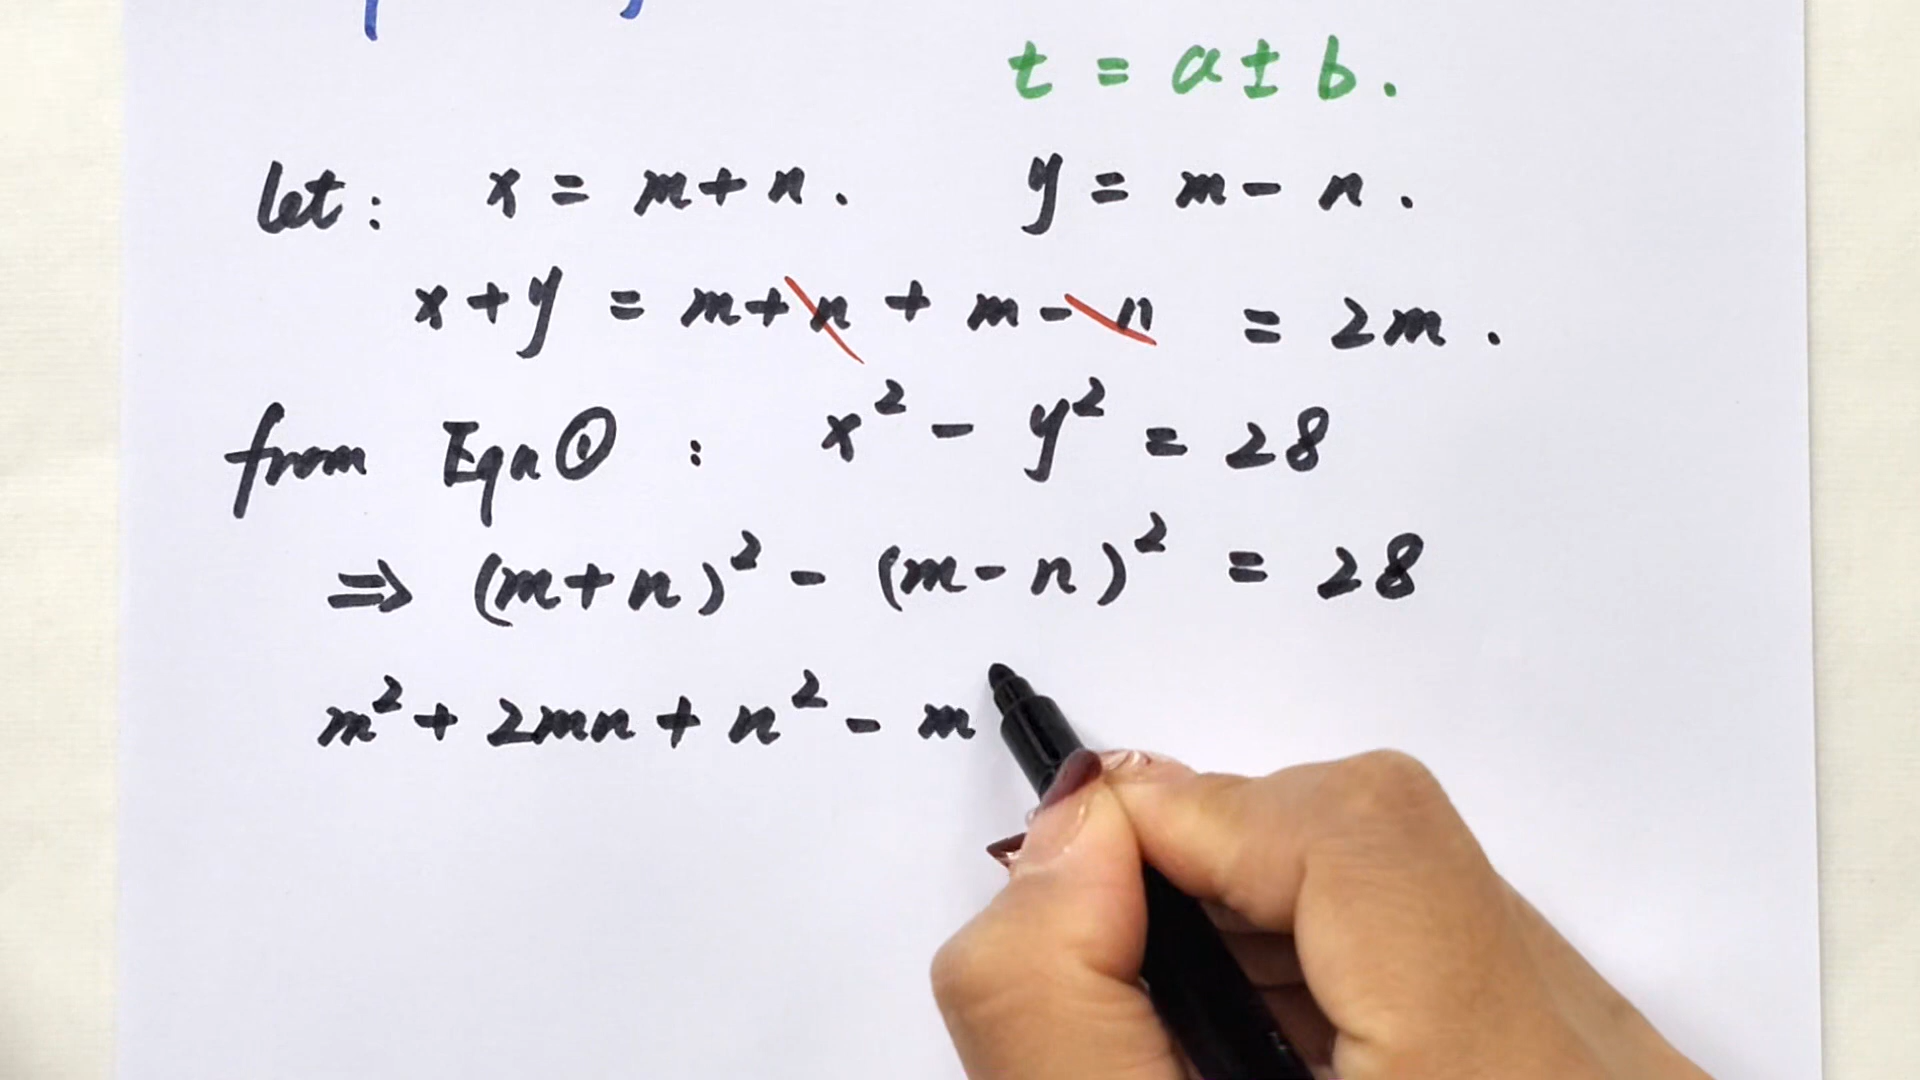 t = a ± b.
let: x = m + n. y = m - n.
x + y = m + n + m - n = 2m.
from Eqn ① : x² - y² = 28
⇒ (m + n)² - (m - n)² = 28
m² + 2mn + n² - m